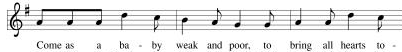 Come as a ba - by weak and poor, to bring all hearts to -